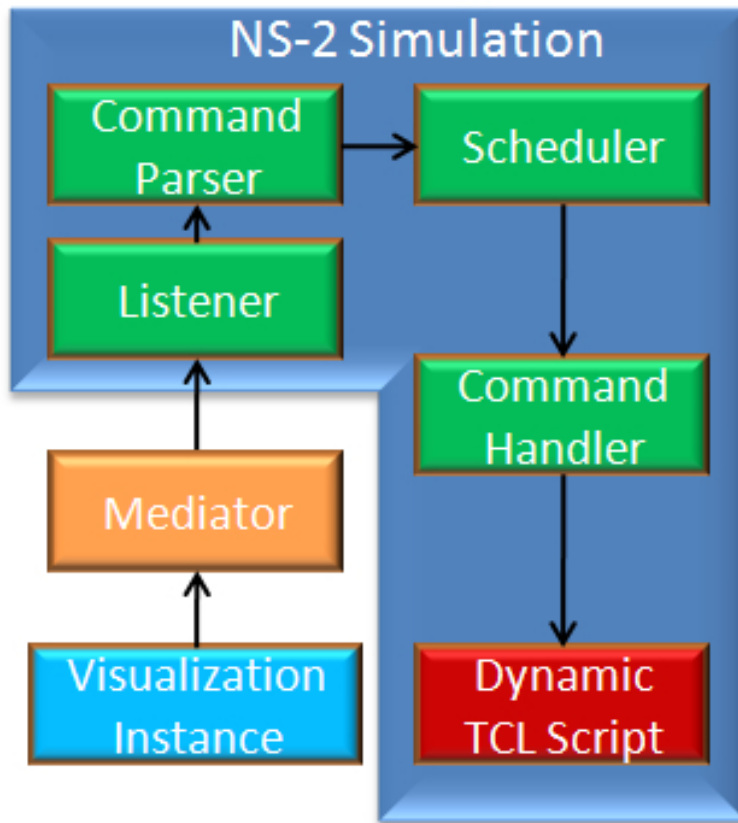 NS-2 Simulation
Command
Parser
Scheduler
Listener
Command
Handler
Mediator
Visualization
Instance
Dynamic
TCL Script